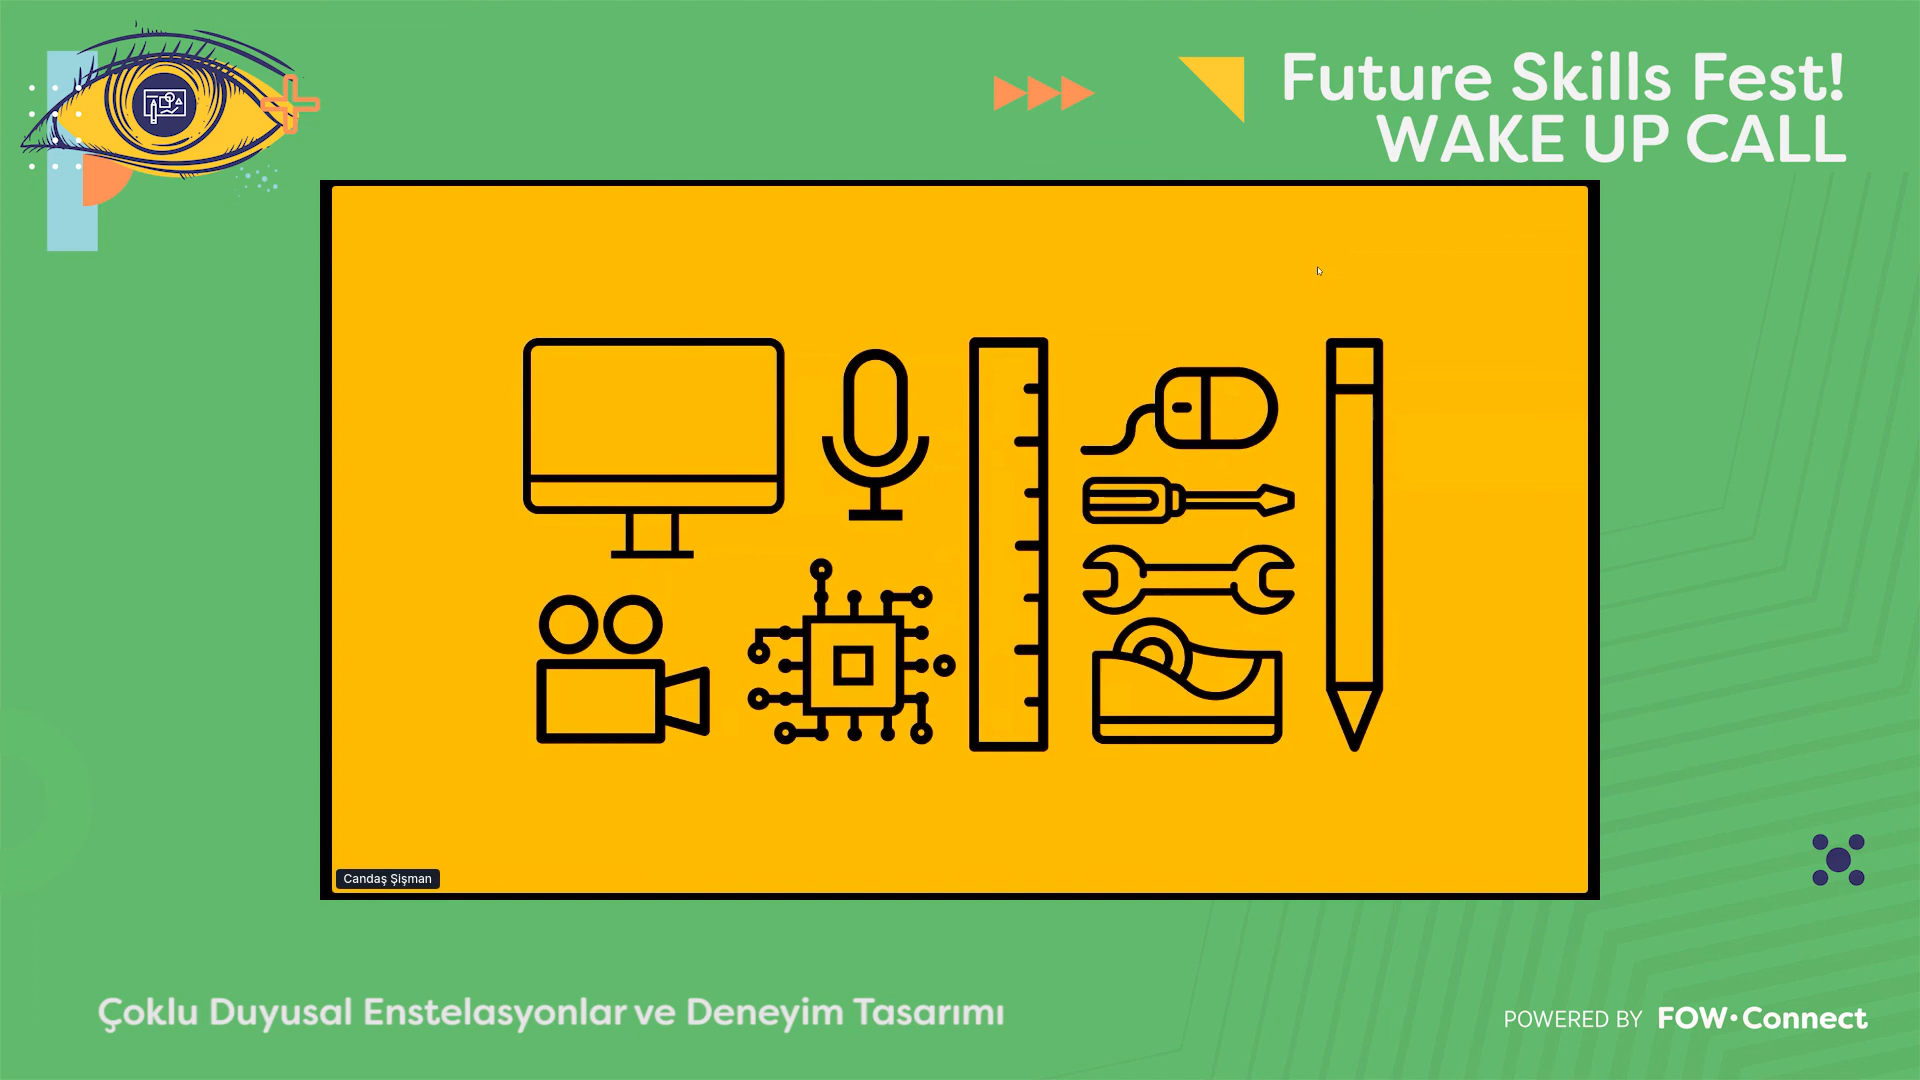 Future Skills Fest!
WAKE UP CALL
Candaş Şişman
Çoklu Duyusal Enstelasyonlar ve Deneyim Tasarımı
POWERED BY FOW·Connect